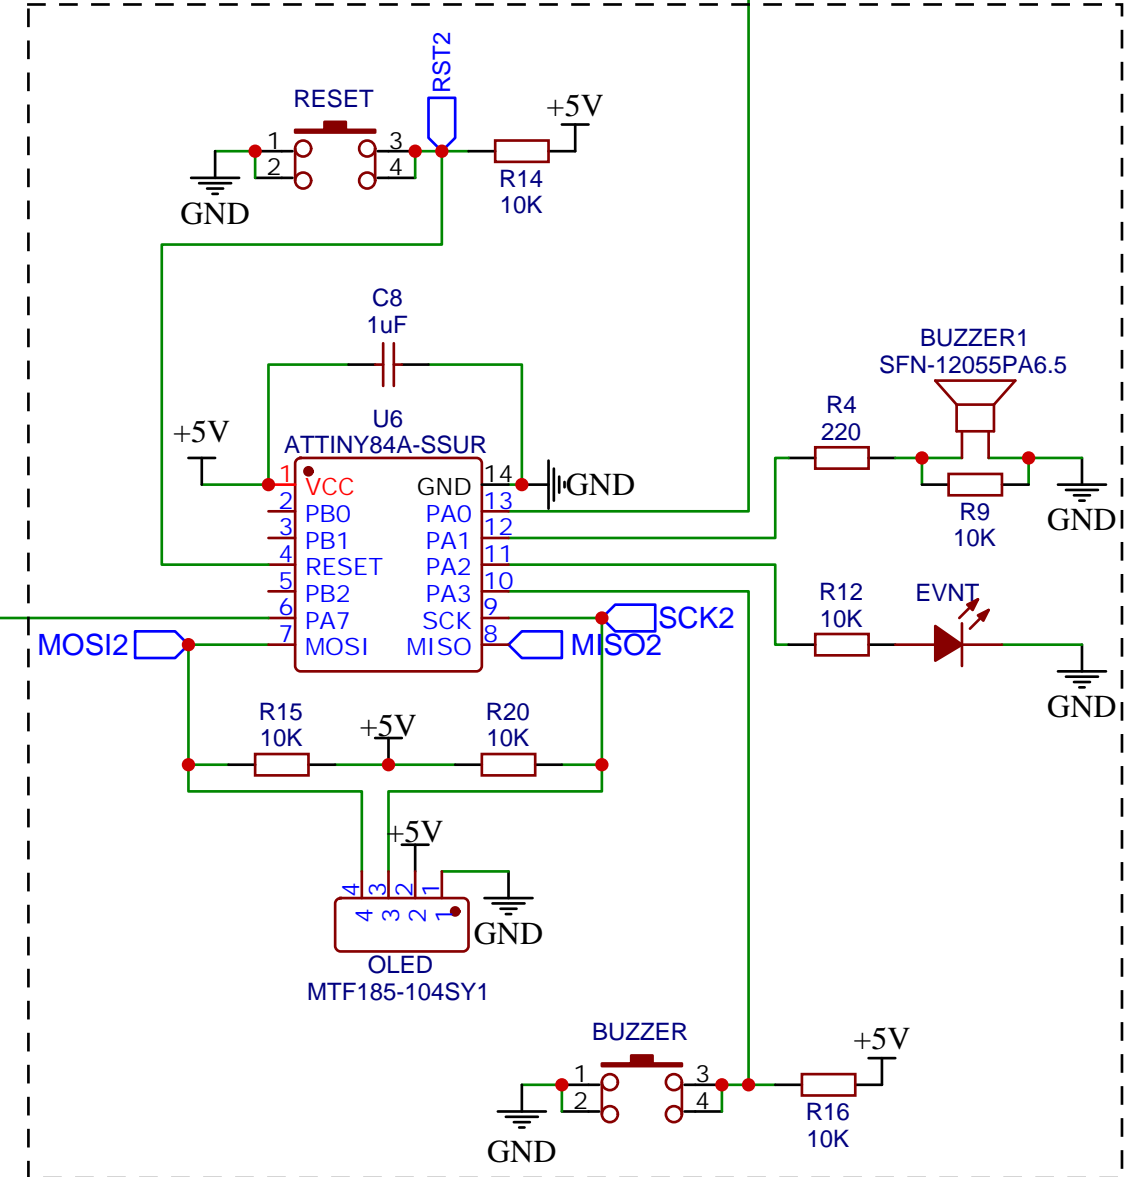 RST2
RESET
1
2
3
4
+5V
R14
10K
GND
C8
1uF
BUZZER1
SFN-12055PA6.5
R4
220
R9
10K
GND
U6
ATTINY84A-SSUR
+5V
1 VCC
2 PB0
3 PB1
4 RESET
5 PB2
6 PA7
7 MOSI
GND 14
PA0 13
PA1 12
PA2 11
PA3 10
SCK 9
MISO 8
GND
R12
10K
EVNT
GND
MOSI2
SCK2
MISO2
R15
10K
+5V
R20
10K
+5V
4 3 2 1
4 3 2 1
GND
OLED
MTF185-104SY1
BUZZER
1
2
3
4
+5V
R16
10K
GND